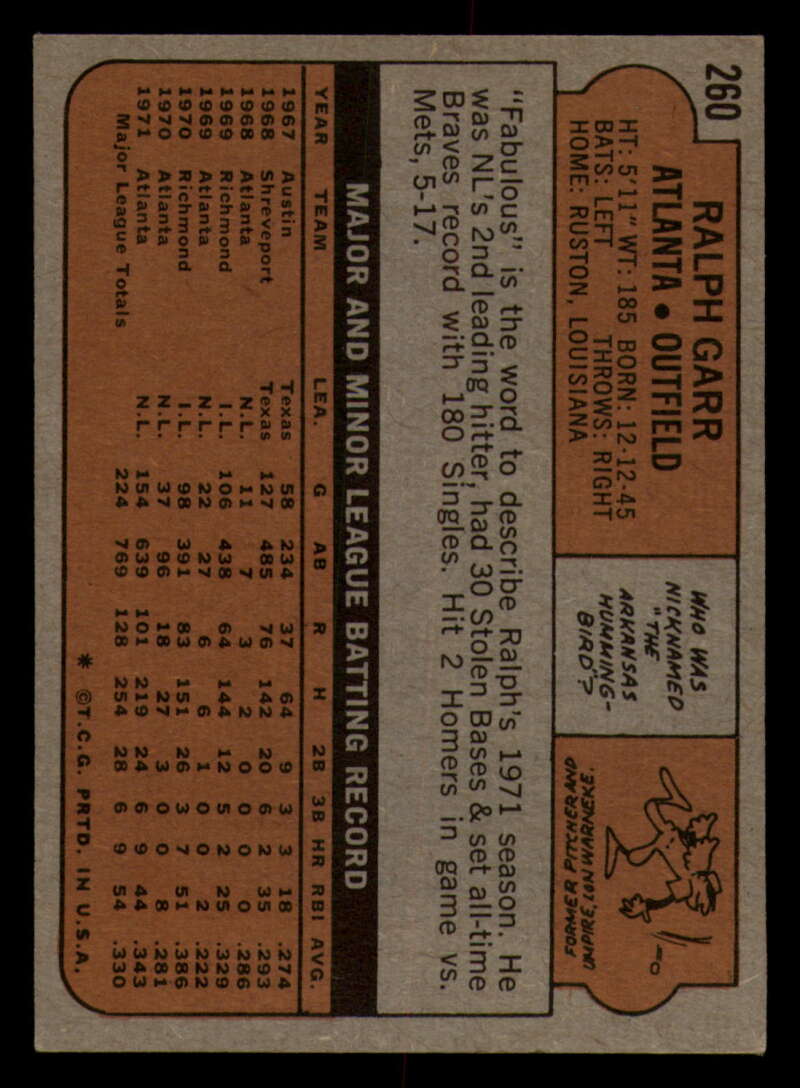 260
RALPH GARR
ATLANTA • OUTFIELD
HT: 5'11" WT: 185 BORN: 12-12-45
BATS: LEFT THROWS: RIGHT
HOME: RUSTON, LOUISIANA
WHO WAS
NICKNAMED
"THE
ARKANSAS
HUMMING-
BIRD"?
FORMER PITCHER AND
UMPIRE, LON WARNEKE.
"Fabulous" is the word to describe Ralph's 1971 season. He
was NL's 2nd leading hitter, had 30 Stolen Bases & set all-time
Braves record with 180 Singles. Hit 2 Homers in game vs.
Mets, 5-17.
MAJOR AND MINOR LEAGUE BATTING RECORD
YEAR TEAM LEA. G AB R H 2B 3B HR RBI AVG.
1967 Austin Texas 58 234 37 64 9 3 3 18 .274
1968 Shreveport Texas 127 485 76 142 20 6 2 35 .293
1968 Atlanta N.L. 11 7 3 2 0 0 0 0 .286
1969 Richmond I.L. 106 438 64 144 12 5 2 25 .329
1969 Atlanta N.L. 22 27 6 6 1 0 0 2 .222
1970 Richmond I.L. 98 391 83 151 26 3 7 51 .386
1970 Atlanta N.L. 37 96 18 27 3 0 0 8 .281
1971 Atlanta N.L. 154 639 101 219 24 6 9 44 .343
Major League Totals 224 769 128 254 28 6 9 54 .330
* ©T.C.G. PRTD. IN U.S.A.